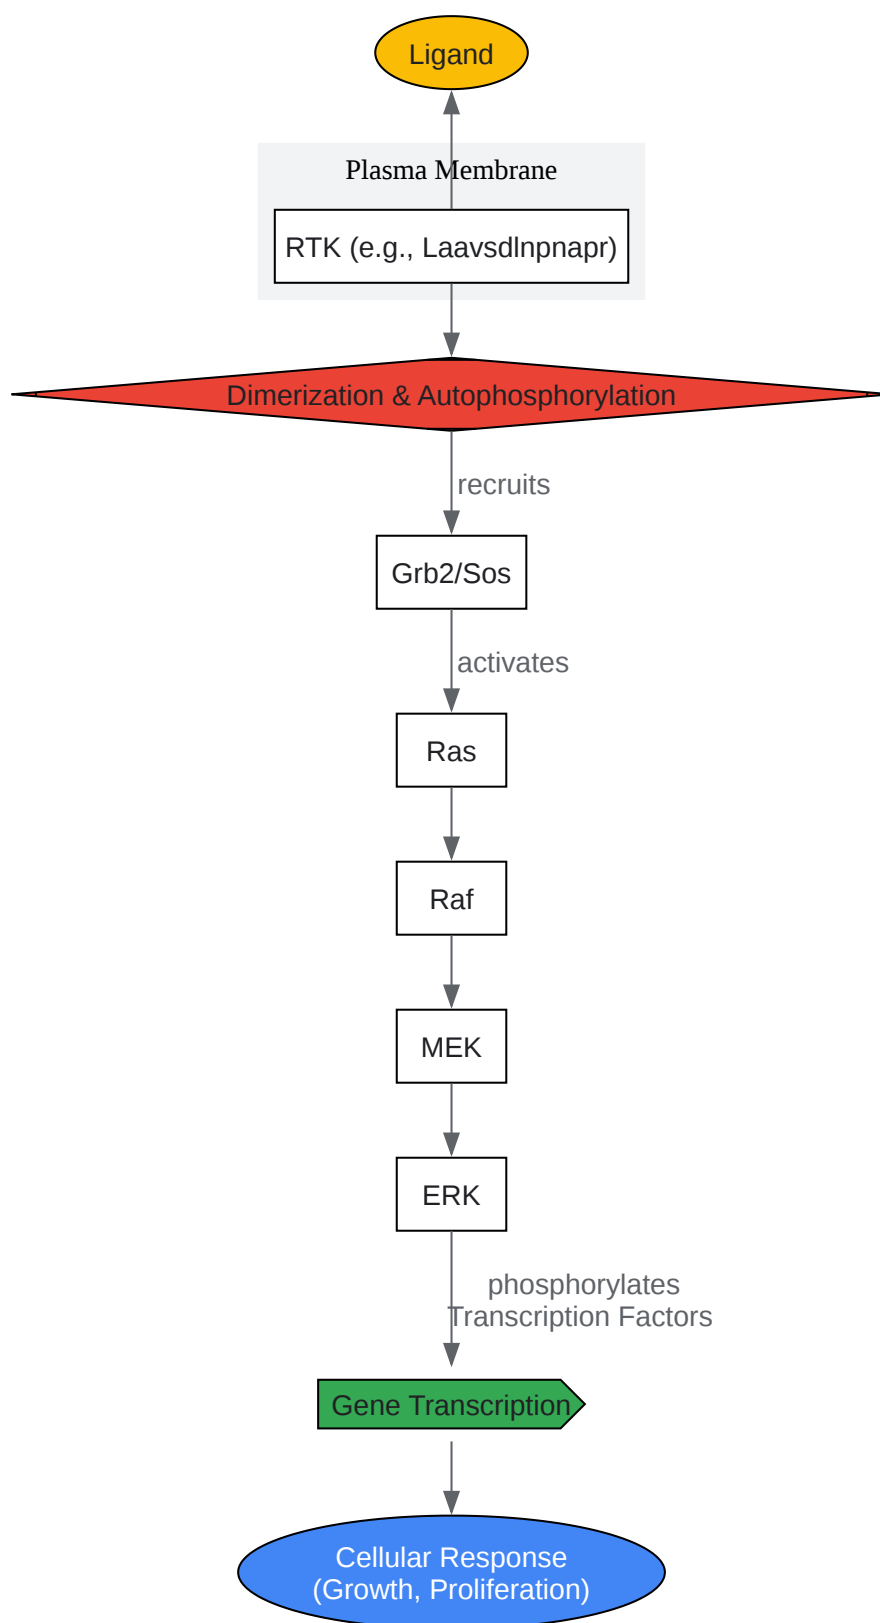 Ligand
Plasma Membrane
RTK (e.g., Laavsdlnpnapr)
Dimerization & Autophosphorylation
recruits
Grb2/Sos
activates
Ras
Raf
MEK
ERK
phosphorylates
Transcription Factors
Gene Transcription
Cellular Response
(Growth, Proliferation)